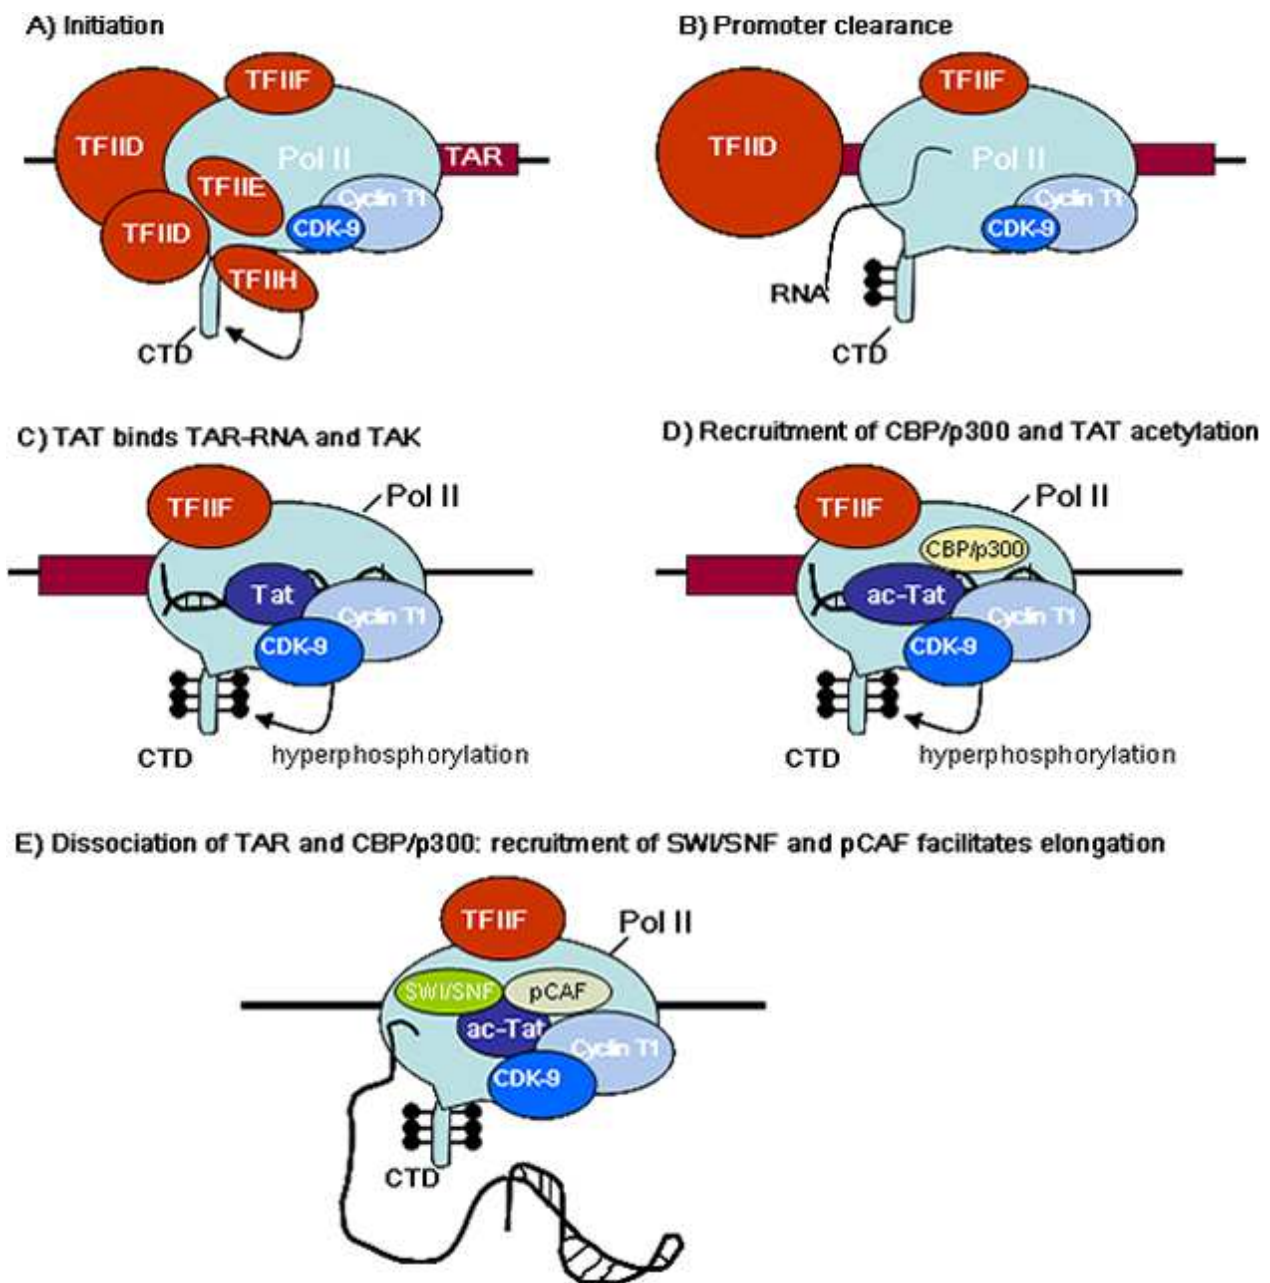 A) Initiation
TFIIF
TFIID
Pol II
TAR
TFIIE
Cyclin T1
CDK-9
TFIID
TFIIH
CTD
B) Promoter clearance
TFIIF
TFIID
Pol II
Cyclin T1
CDK-9
RNA
CTD
C) TAT binds TAR-RNA and TAK
TFIIF
Pol II
Tat
Cyclin T1
CDK-9
CTD
hyperphosphorylation
D) Recruitment of CBP/p300 and TAT acetylation
TFIIF
Pol II
CBP/p300
ac-Tat
Cyclin T1
CDK-9
CTD
hyperphosphorylation
E) Dissociation of TAR and CBP/p300: recruitment of SWI/SNF and pCAF facilitates elongation
TFIIF
Pol II
SWI/SNF
pCAF
ac-Tat
Cyclin T1
CDK-9
CTD